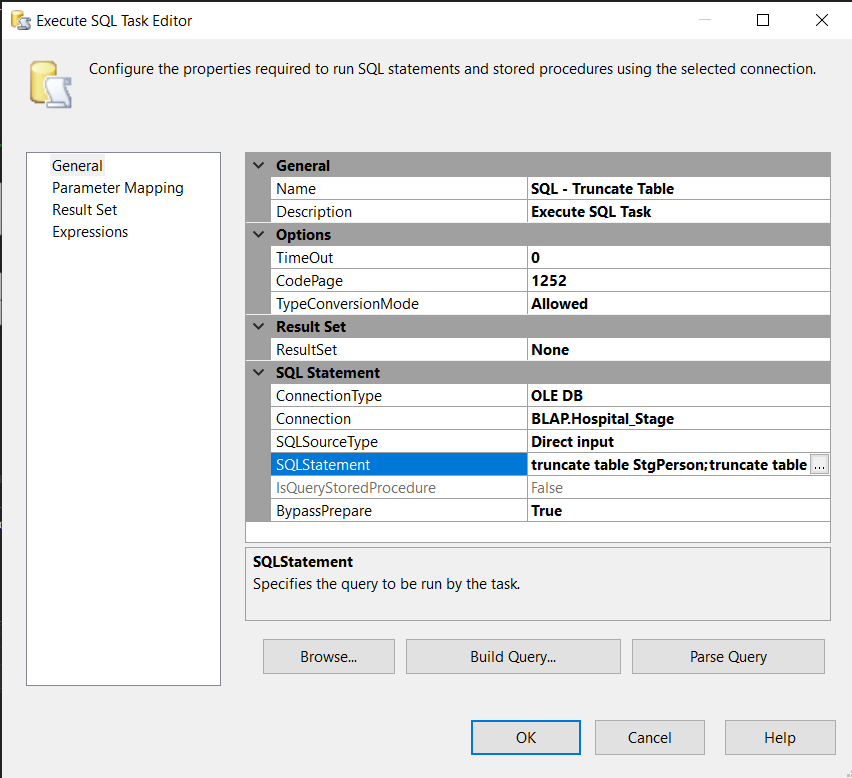 Execute SQL Task Editor
Configure the properties required to run SQL statements and stored procedures using the selected connection.
General
Parameter Mapping
Result Set
Expressions
General
Name SQL - Truncate Table
Description Execute SQL Task
Options
TimeOut 0
CodePage 1252
TypeConversionMode Allowed
Result Set
ResultSet None
SQL Statement
ConnectionType OLE DB
Connection BLAP.Hospital_Stage
SQLSourceType Direct input
SQLStatement truncate table StgPerson;truncate table ...
IsQueryStoredProcedure False
BypassPrepare True
SQLStatement
Specifies the query to be run by the task.
Browse... Build Query... Parse Query
OK Cancel Help